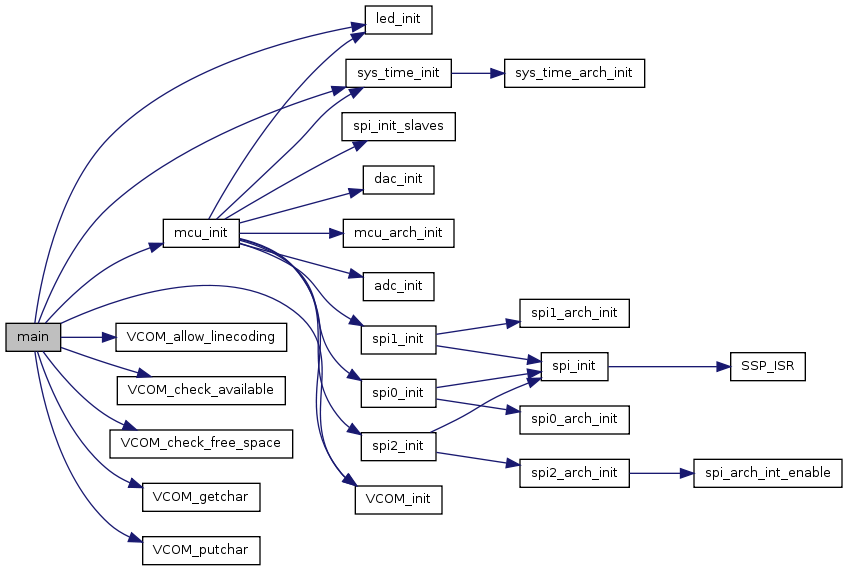 led_init
sys_time_init
sys_time_arch_init
spi_init_slaves
dac_init
mcu_init
mcu_arch_init
adc_init
spi1_arch_init
main
VCOM_allow_linecoding
spi1_init
spi_init
SSP_ISR
VCOM_check_available
spi0_init
spi0_arch_init
VCOM_check_free_space
spi2_init
spi2_arch_init
spi_arch_int_enable
VCOM_getchar
VCOM_init
VCOM_putchar